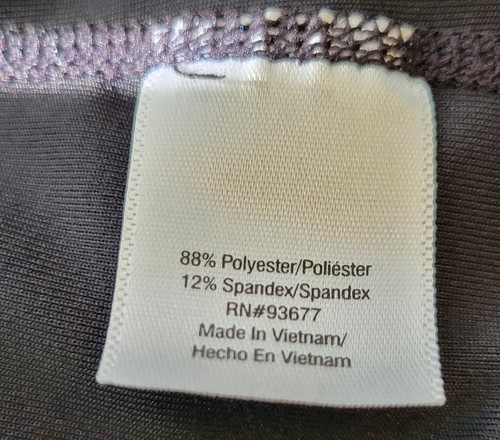 88% Polyester/Poliéster
12% Spandex/Spandex
RN#93677
Made In Vietnam/
Hecho En Vietnam